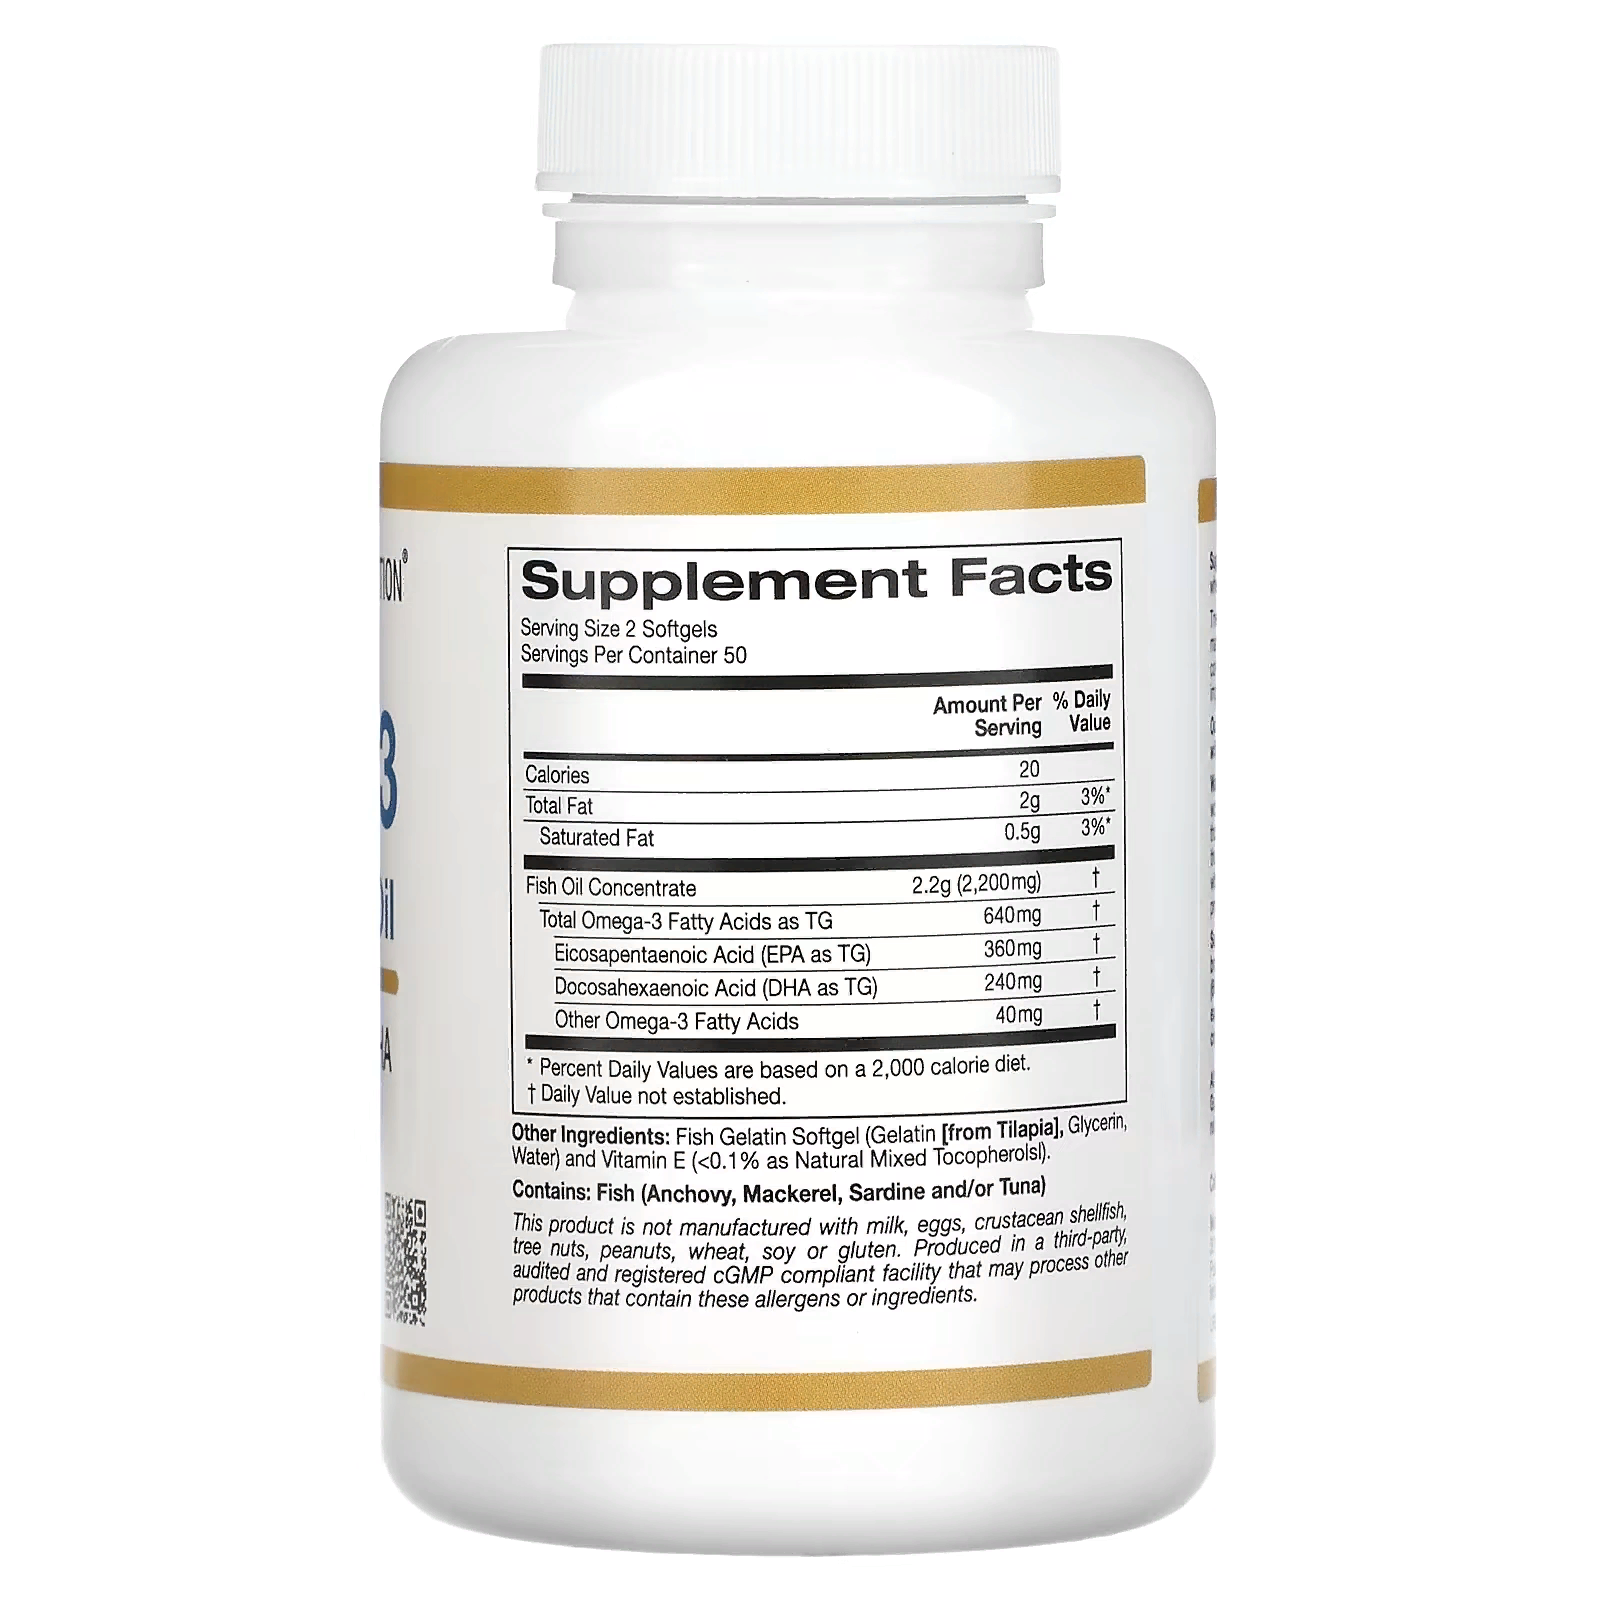 TION®
3
Oil
HA
Supplement Facts
Serving Size 2 Softgels
Servings Per Container 50
Amount Per Serving % Daily Value
Calories 20
Total Fat 2g 3%*
Saturated Fat 0.5g 3%*
Fish Oil Concentrate 2.2g (2,200mg) †
Total Omega-3 Fatty Acids as TG 640mg †
Eicosapentaenoic Acid (EPA as TG) 360mg †
Docosahexaenoic Acid (DHA as TG) 240mg †
Other Omega-3 Fatty Acids 40mg †
* Percent Daily Values are based on a 2,000 calorie diet.
† Daily Value not established.
Other Ingredients: Fish Gelatin Softgel (Gelatin [from Tilapia], Glycerin,
Water) and Vitamin E (<0.1% as Natural Mixed Tocopherolsl).
Contains: Fish (Anchovy, Mackerel, Sardine and/or Tuna)
This product is not manufactured with milk, eggs, crustacean shellfish,
tree nuts, peanuts, wheat, soy or gluten. Produced in a third-party,
audited and registered cGMP compliant facility that may process other
products that contain these allergens or ingredients.